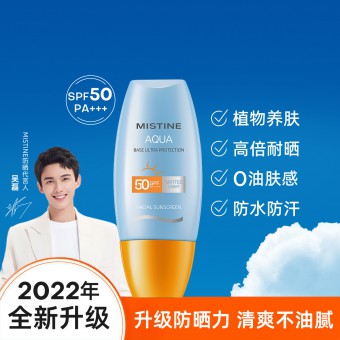 SPF50
PA+++
MISTINE防晒代言人
吴磊
MISTINE
AQUA
BASE ULTRA PROTECTION
50 SPF
FACIAL SUNSCREEN
植物养肤
高倍耐晒
0油肤感
防水防汗
2022年
全新升级
升级防晒力 清爽不油腻